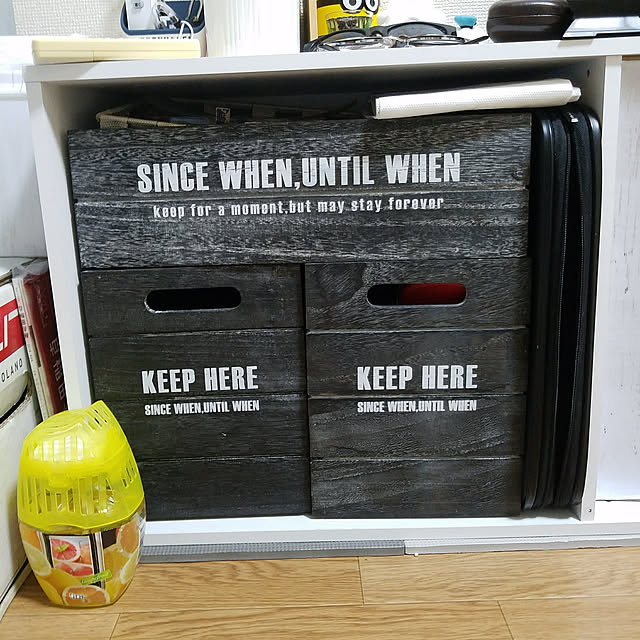 SINCE WHEN,UNTIL WHEN
keep for a moment,but may stay forever
KEEP HERE
SINCE WHEN,UNTIL WHEN
KEEP HERE
SINCE WHEN,UNTIL WHEN
OLAND